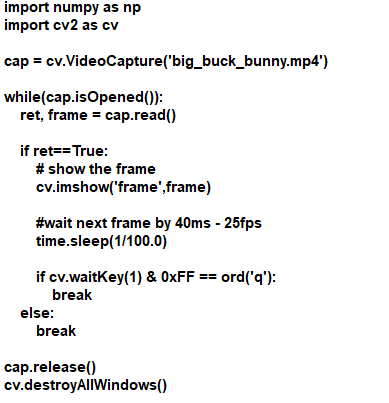 import numpy as np
import cv2 as cv
cap = cv.VideoCapture('big_buck_bunny.mp4')
while(cap.isOpened()):
    ret, frame = cap.read()
    if ret==True:
        # show the frame
        cv.imshow('frame',frame)
        #wait next frame by 40ms - 25fps
        time.sleep(1/100.0)
        if cv.waitKey(1) & 0xFF == ord('q'):
            break
    else:
        break
cap.release()
cv.destroyAllWindows()